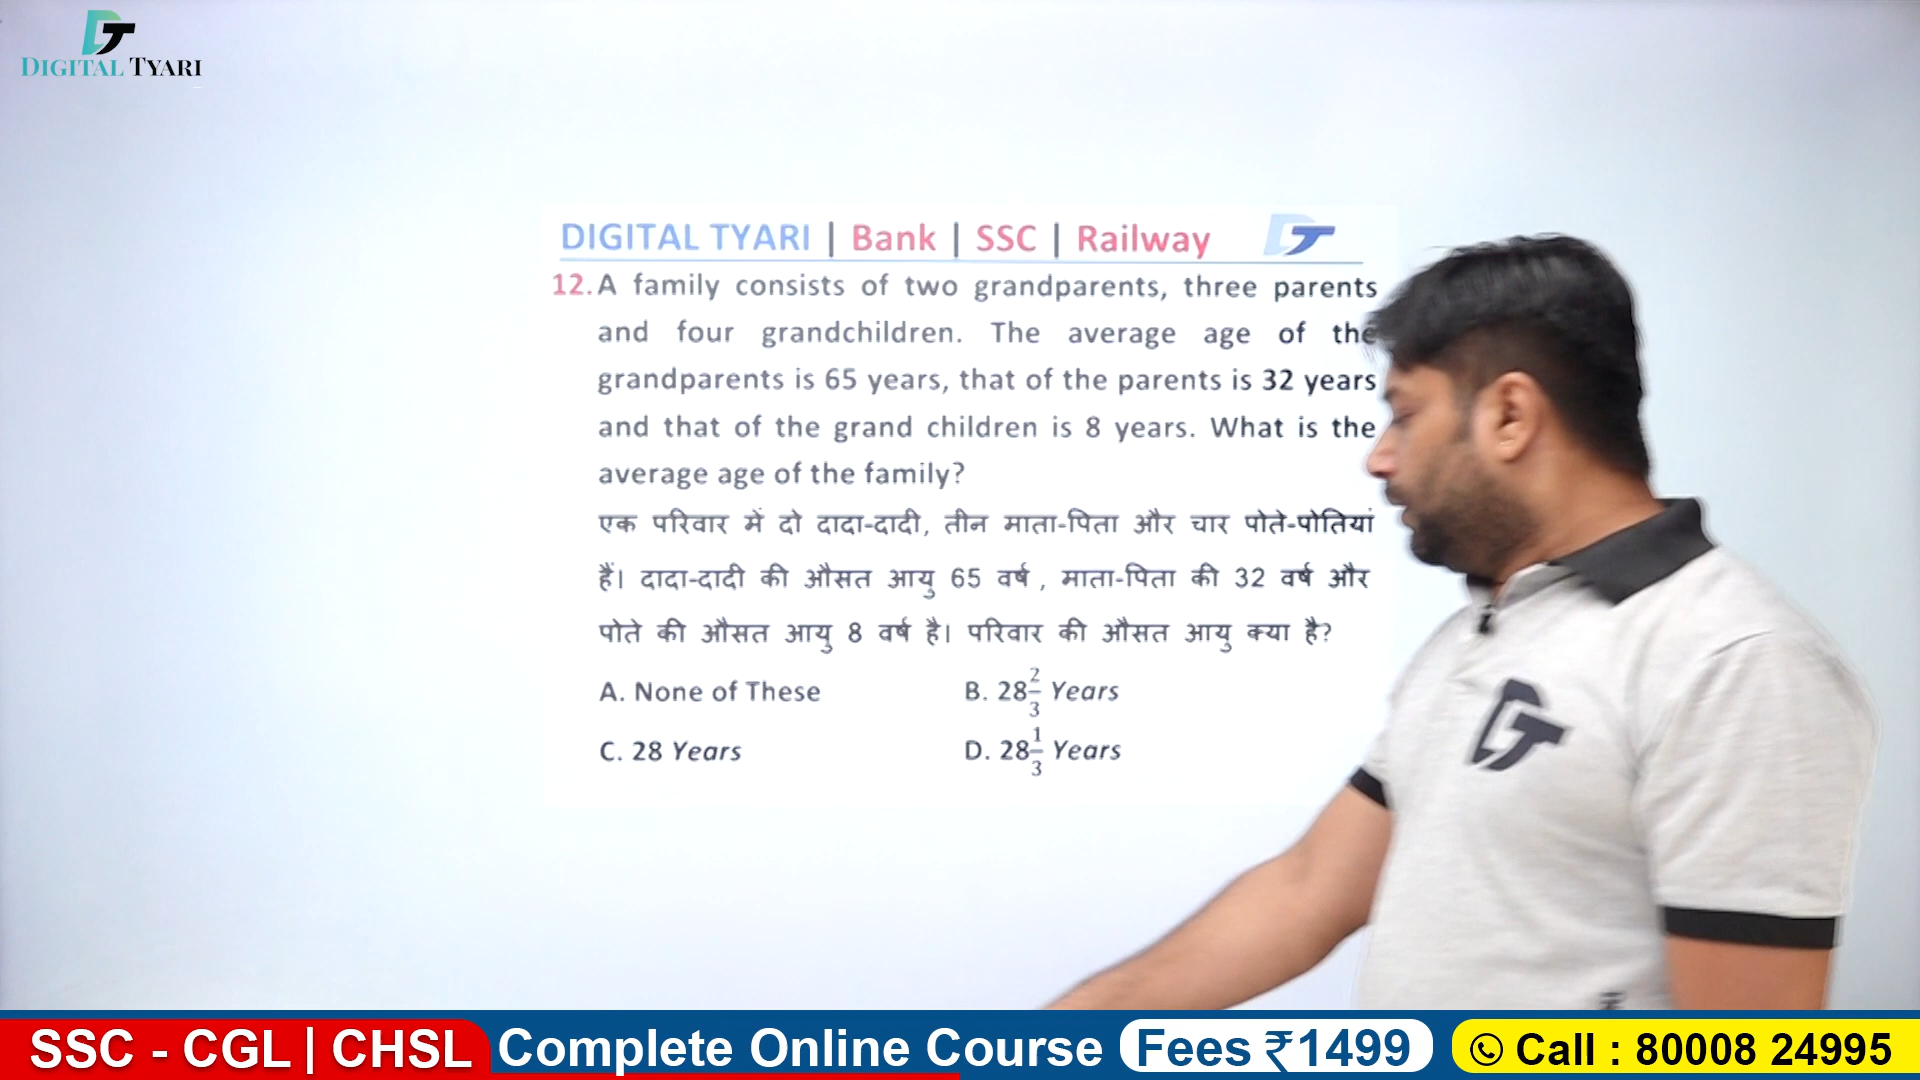 DT
DIGITAL TYARI
DIGITAL TYARI | Bank | SSC | Railway DT
12. A family consists of two grandparents, three parents
and four grandchildren. The average age of the
grandparents is 65 years, that of the parents is 32 years
and that of the grand children is 8 years. What is the
average age of the family?
एक परिवार में दो दादा-दादी, तीन माता-पिता और चार पोते-पोतियां
हैं। दादा-दादी की औसत आयु 65 वर्ष , माता-पिता की 32 वर्ष और
पोते की औसत आयु 8 वर्ष है। परिवार की औसत आयु क्या है?
A. None of These B. 28 2/3 Years
C. 28 Years D. 28 1/3 Years
DT
SSC - CGL | CHSL Complete Online Course Fees ₹1499 Call : 80008 24995